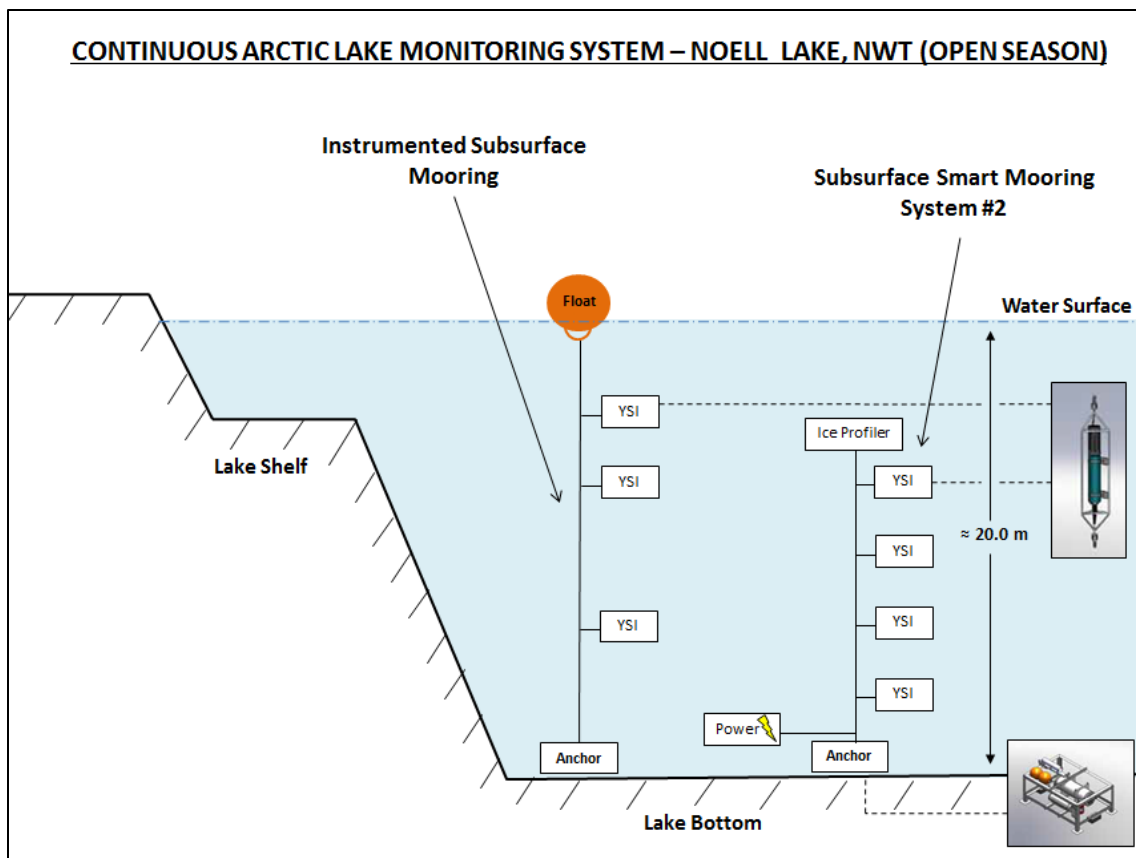 CONTINUOUS ARCTIC LAKE MONITORING SYSTEM – NOELL LAKE, NWT (OPEN SEASON)
Instrumented Subsurface
Mooring
Subsurface Smart Mooring
System #2
Float
Water Surface
YSI
Ice Profiler
Lake Shelf
YSI
YSI
≈ 20.0 m
YSI
YSI
YSI
YSI
Power
Anchor
Anchor
Lake Bottom